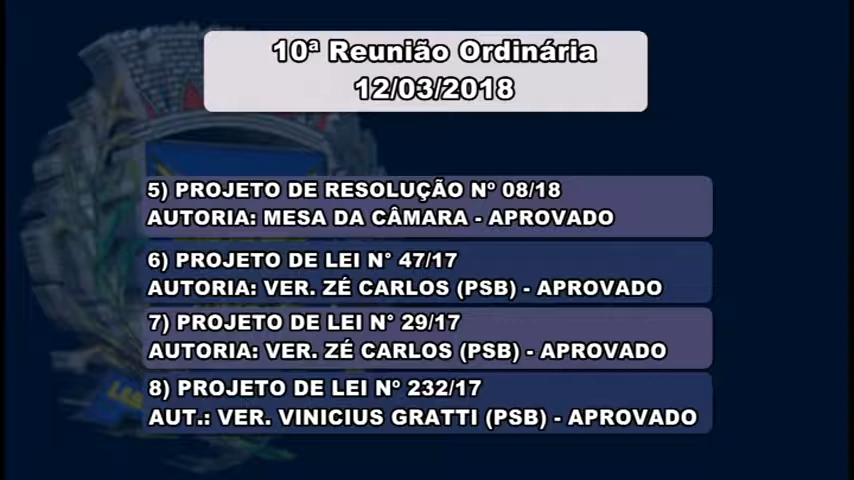 10ª Reunião Ordinária
12/03/2018
5) PROJETO DE RESOLUÇÃO Nº 08/18
AUTORIA: MESA DA CÂMARA - APROVADO
6) PROJETO DE LEI N° 47/17
AUTORIA: VER. ZÉ CARLOS (PSB) - APROVADO
7) PROJETO DE LEI N° 29/17
AUTORIA: VER. ZÉ CARLOS (PSB) - APROVADO
8) PROJETO DE LEI Nº 232/17
AUT.: VER. VINICIUS GRATTI (PSB) - APROVADO